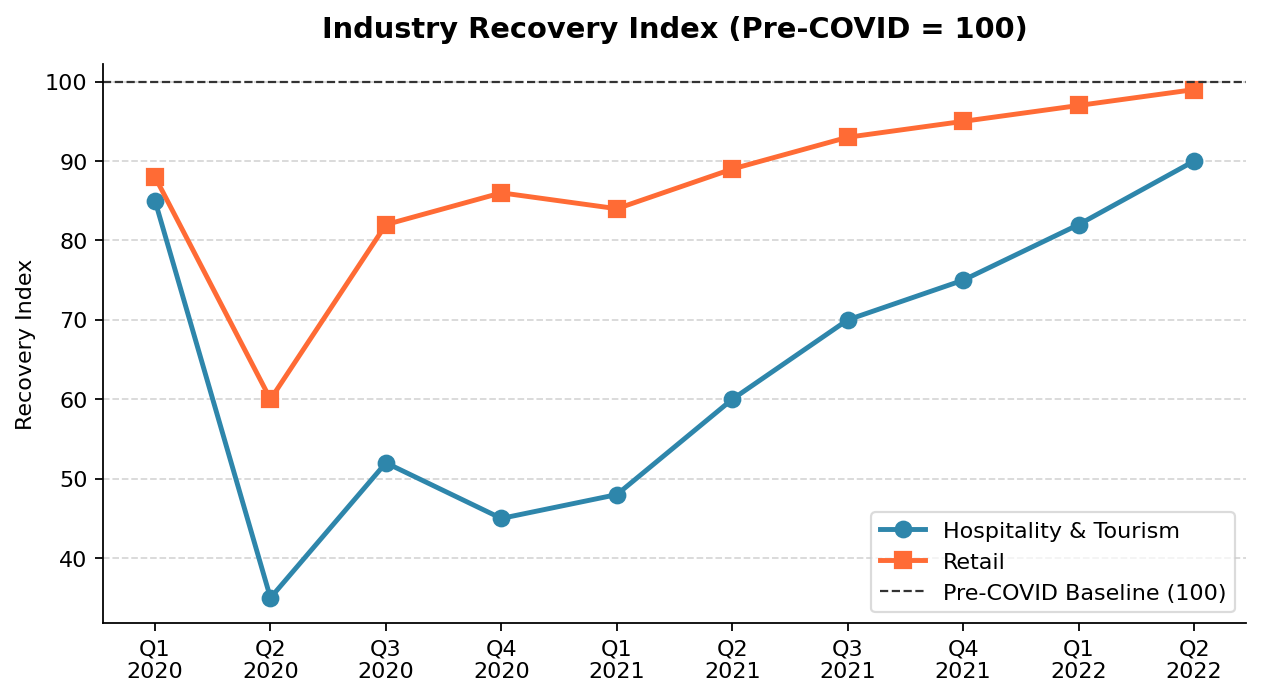 Industry Recovery Index (Pre-COVID = 100)
Recovery Index
100
90
80
70
60
50
40
Q1 Q2 Q3 Q4 Q1 Q2 Q3 Q4 Q1 Q2
2020 2020 2020 2020 2021 2021 2021 2021 2022 2022
Hospitality & Tourism
Retail
Pre-COVID Baseline (100)